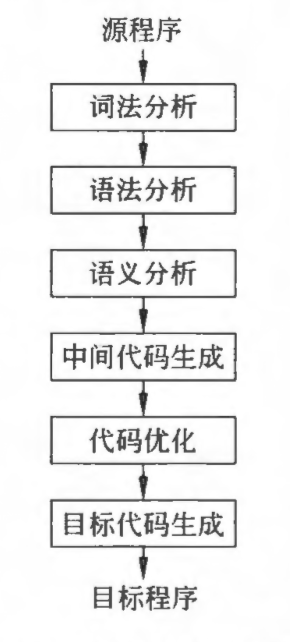 源程序
词法分析
语法分析
语义分析
中间代码生成
代码优化
目标代码生成
目标程序